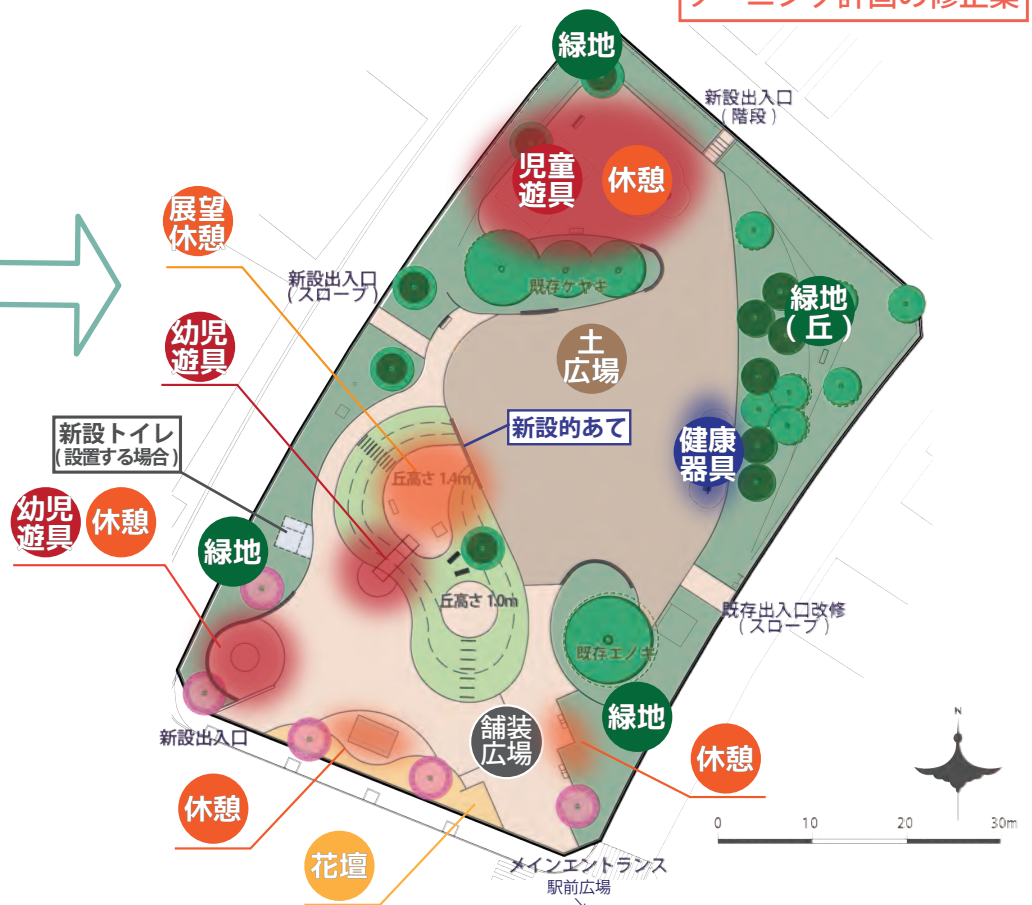 ゾーニング計画の修正案
緑地
新設出入口
(階段)
児童
遊具
休憩
展望
休憩
既存ケヤキ
新設出入口
(スロープ)
緑地
(丘)
幼児
遊具
土
広場
新設的あて
新設トイレ
(設置する場合)
健康
器具
丘高さ 1.4m
幼児
遊具
休憩
緑地
丘高さ 1.0m
既存出入口改修
(スロープ)
既存エノキ
緑地
新設出入口
舗装
広場
休憩
休憩
花壇
N
0 10 20 30m
メインエントランス
駅前広場